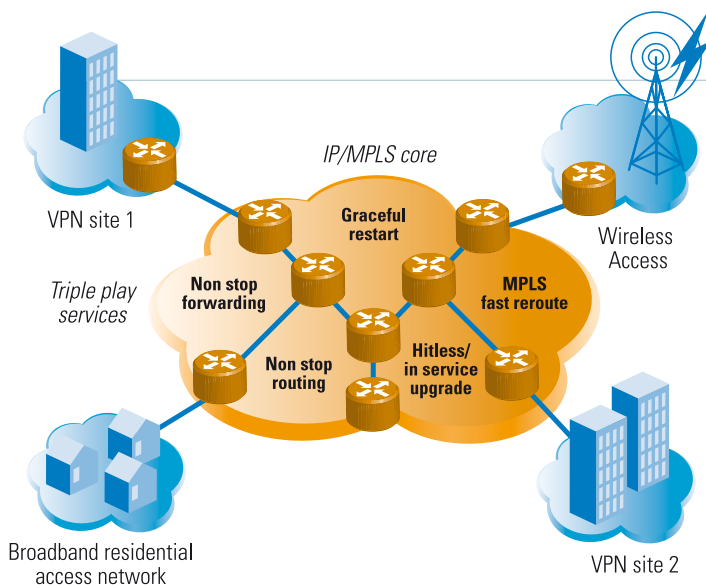 IP/MPLS core
VPN site 1
Graceful
restart
Wireless
Access
Triple play
services
Non stop
forwarding
MPLS
fast reroute
Non stop
routing
Hitless/
in service
upgrade
Broadband residential
access network
VPN site 2